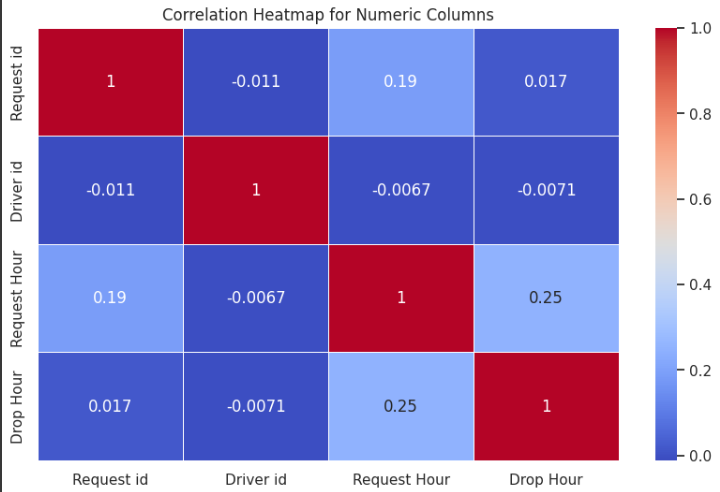 Correlation Heatmap for Numeric Columns
Request id
1
-0.011
0.19
0.017
Driver id
-0.011
1
-0.0067
-0.0071
Request Hour
0.19
-0.0067
1
0.25
Drop Hour
0.017
-0.0071
0.25
1
Request id
Driver id
Request Hour
Drop Hour
1.0
0.8
0.6
0.4
0.2
0.0